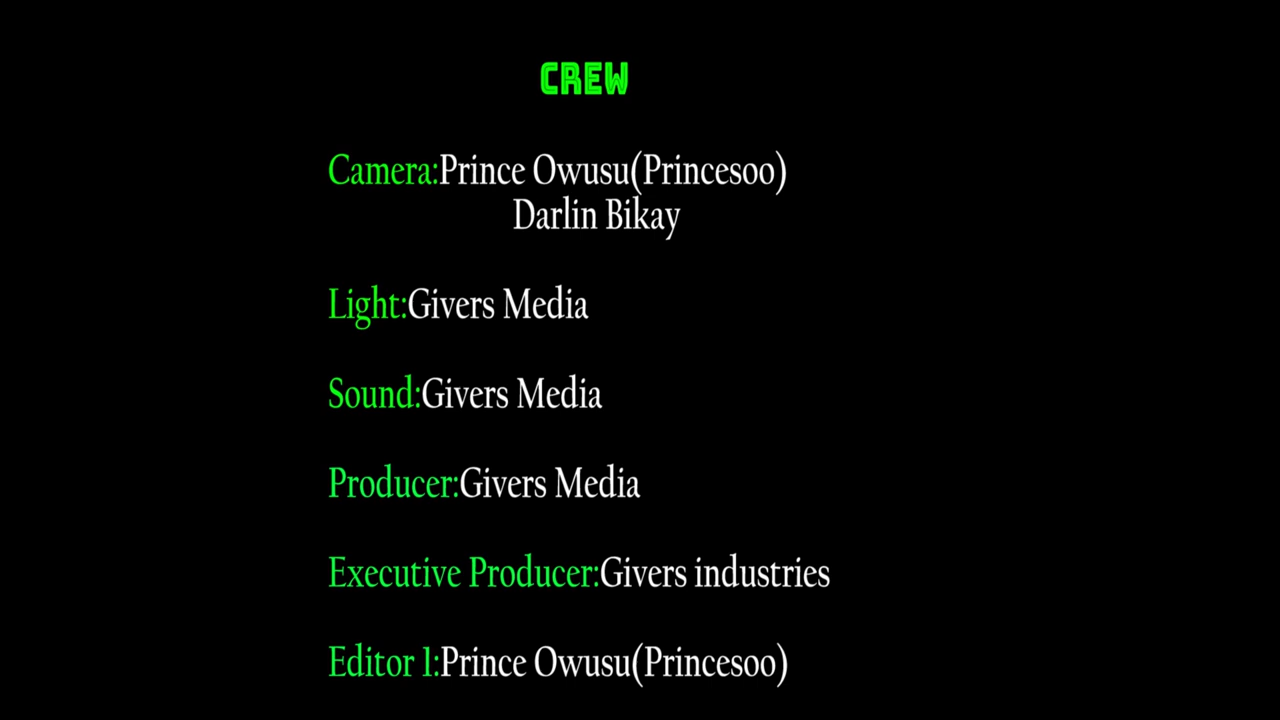 CREW
Camera:Prince Owusu(Princesoo)
Darlin Bikay
Light:Givers Media
Sound:Givers Media
Producer:Givers Media
Executive Producer:Givers industries
Editor 1:Prince Owusu(Princesoo)